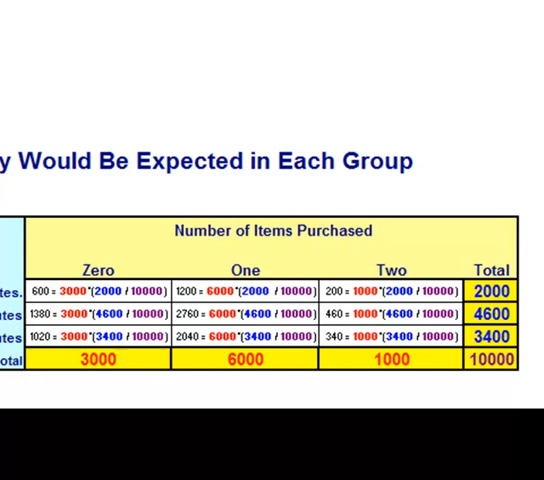 y Would Be Expected in Each Group
Number of Items Purchased
Zero One Two Total
tes. 600 = 3000*(2000 / 10000) 1200 = 6000*(2000 / 10000) 200 = 1000*(2000 / 10000) 2000
utes 1380 = 3000*(4600 / 10000) 2760 = 6000*(4600 / 10000) 460 = 1000*(4600 / 10000) 4600
utes 1020 = 3000*(3400 / 10000) 2040 = 6000*(3400 / 10000) 340 = 1000*(3400 / 10000) 3400
otal 3000 6000 1000 10000